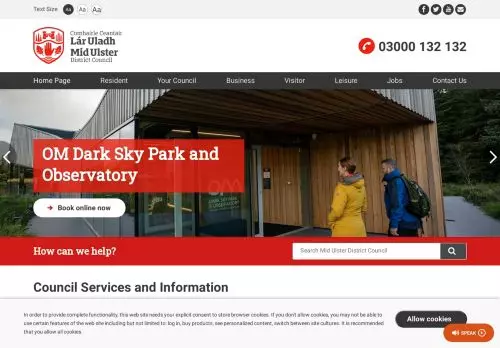 Text Size: Aa Aa Aa
Comhairle Ceantair
Lár Uladh
Mid Ulster
District Council
03000 132 132
Home Page Resident Your Council Business Visitor Leisure Jobs Contact Us
OM Dark Sky Park and
Observatory
Book online now
OM
DARK SKY PARK
& OBSERVATORY
How can we help?
Search Mid Ulster District Council
Council Services and Information
In order to provide complete functionality, this web site needs your explicit consent to store browser cookies. If you don't allow cookies, you may not be able to
use certain features of the web site including but not limited to: log in, buy products, see personalized content, switch between site cultures. It is recommended
that you allow all cookies.
Allow cookies
SPEAK